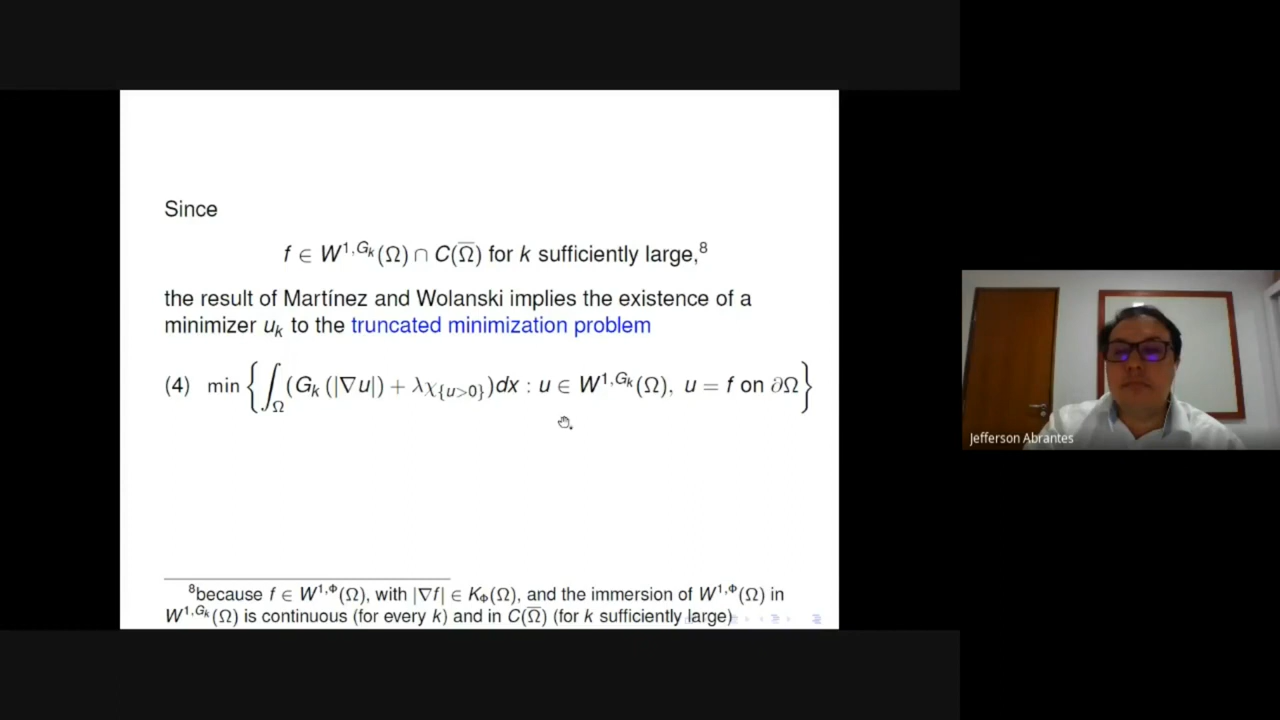 Since
f ∈ W^{1,G_k}(Ω) ∩ C(Ω̅) for k sufficiently large,⁸
the result of Martínez and Wolanski implies the existence of a
minimizer u_k to the truncated minimization problem
(4) min { ∫_Ω (G_k (|∇u|) + λχ_{u>0})dx : u ∈ W^{1,G_k}(Ω), u = f on ∂Ω }
⁸because f ∈ W^{1,Φ}(Ω), with |∇f| ∈ K_Φ(Ω), and the immersion of W^{1,Φ}(Ω) in
W^{1,G_k}(Ω) is continuous (for every k) and in C(Ω̅) (for k sufficiently large)
Jefferson Abrantes